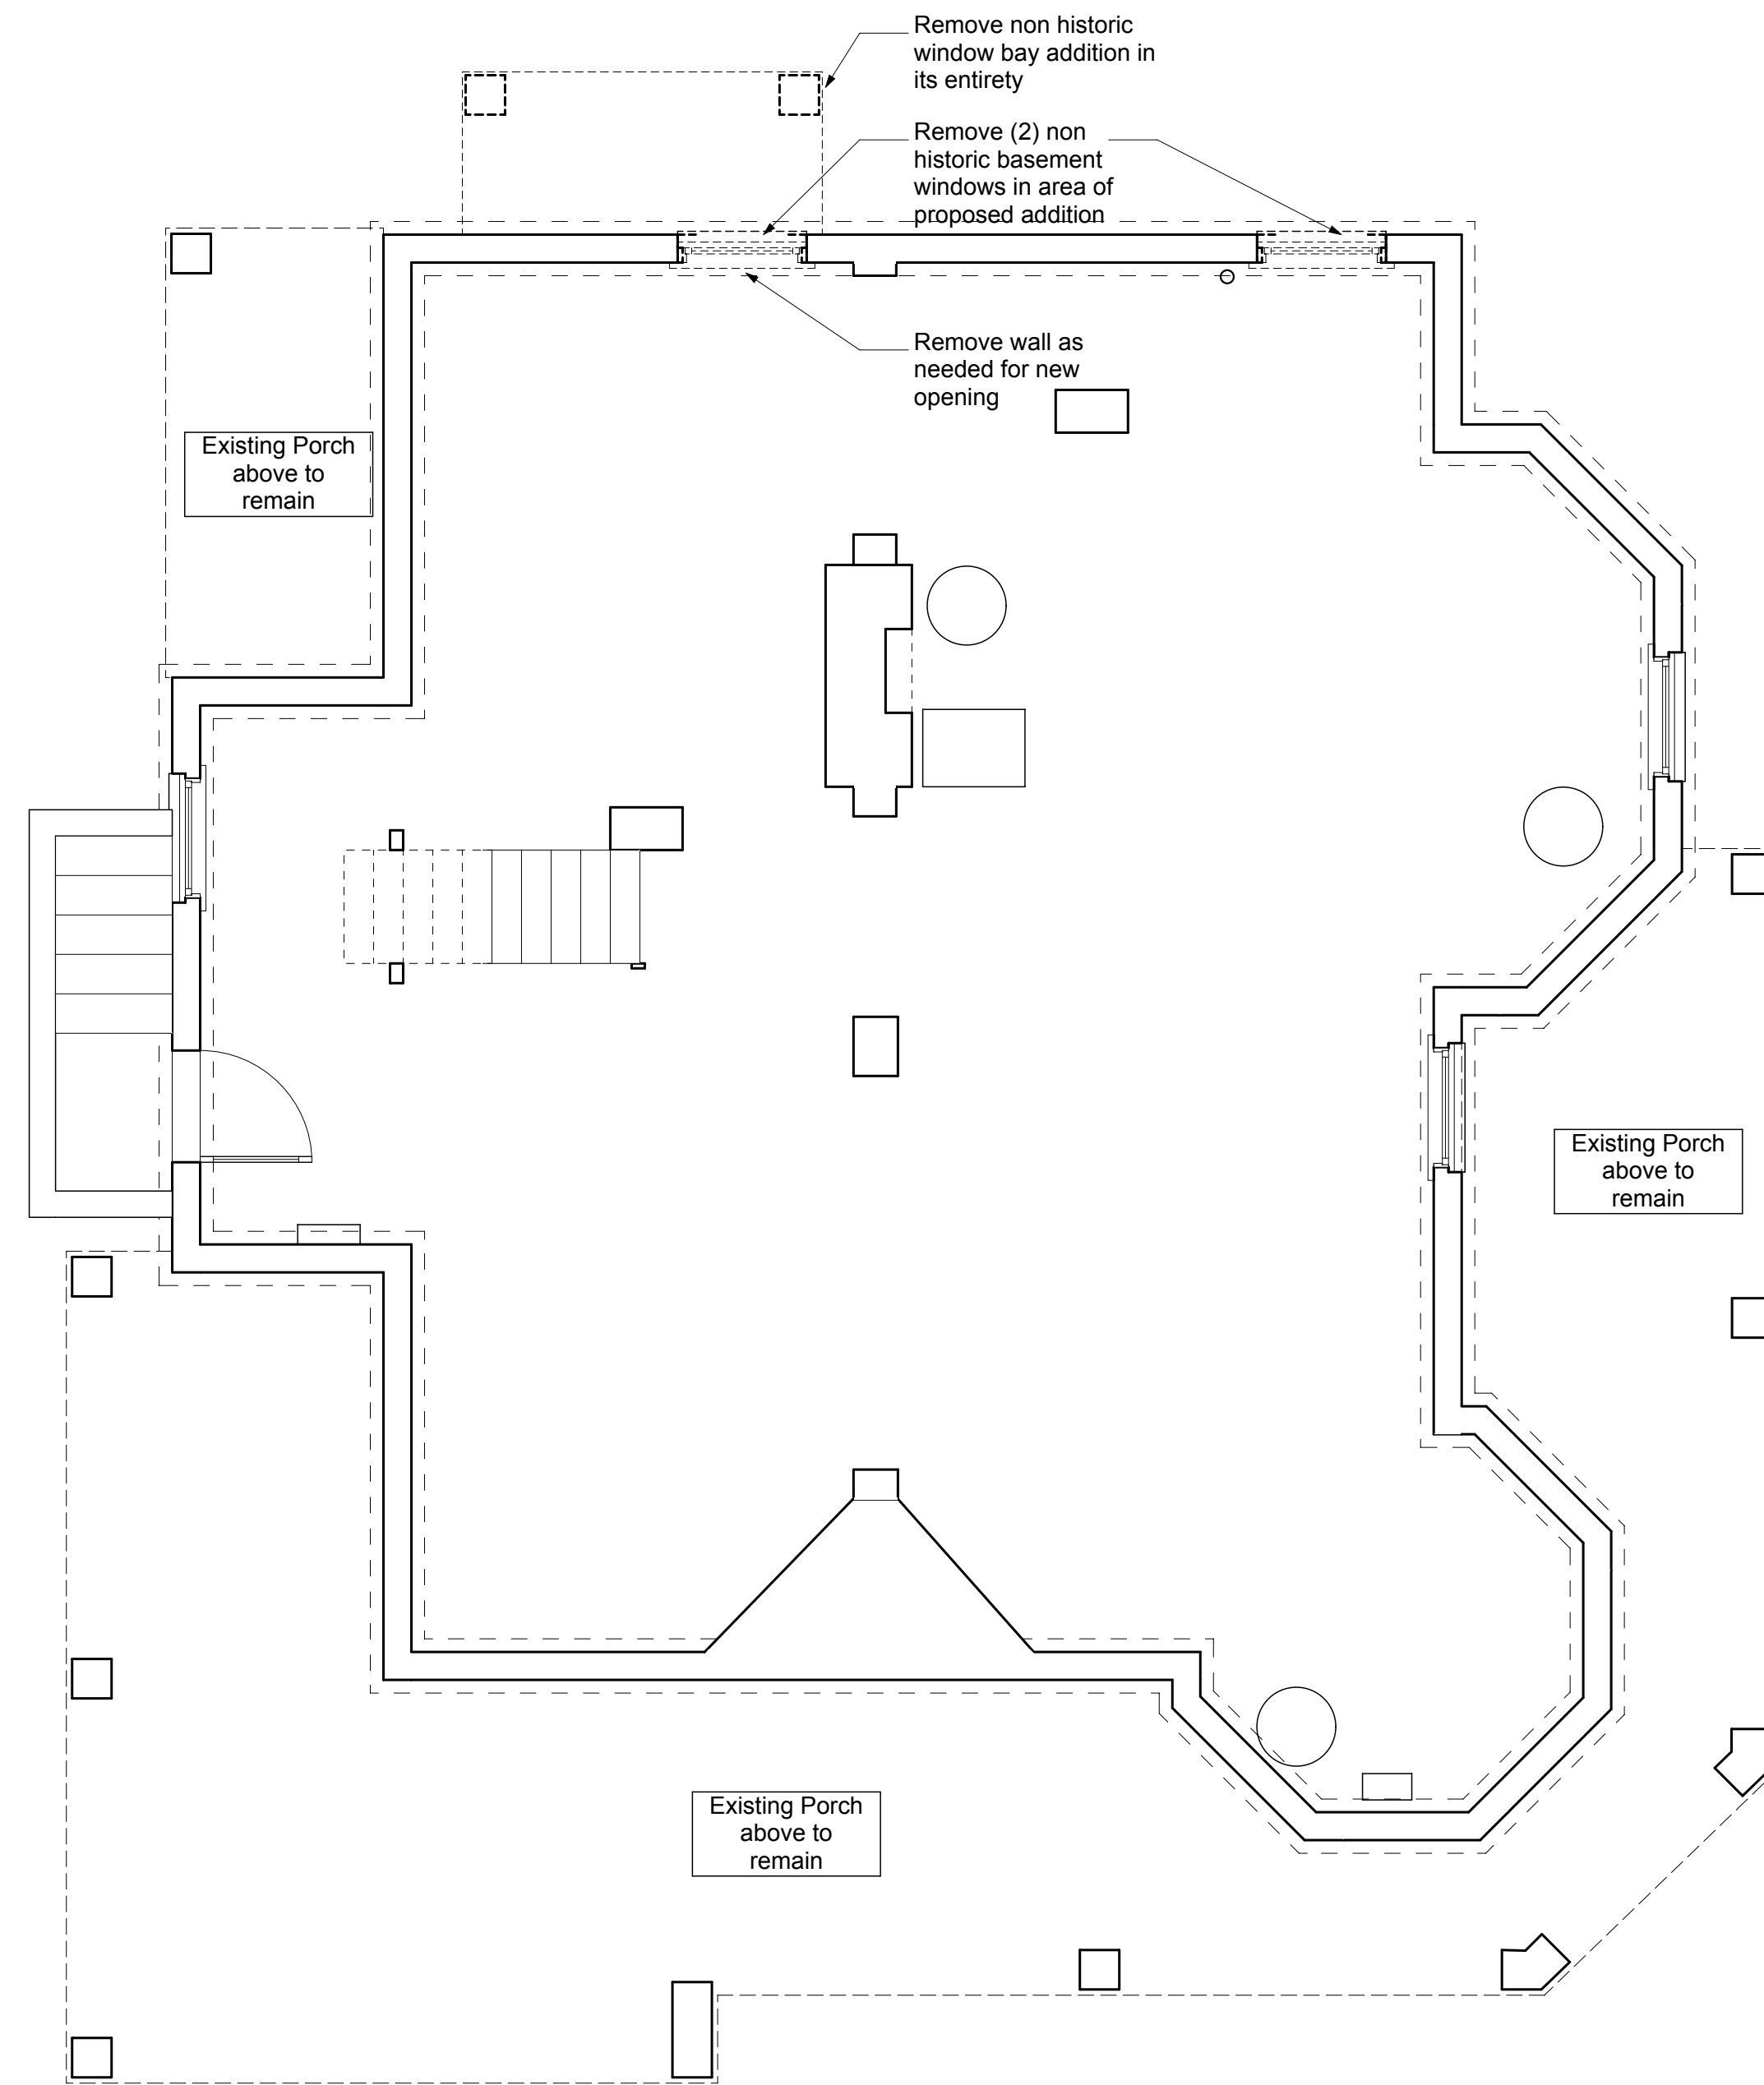 Remove non historic
window bay addition in
its entirety
Remove (2) non
historic basement
windows in area of
proposed addition
Remove wall as
needed for new
opening
Existing Porch
above to
remain
Existing Porch
above to
remain
Existing Porch
above to
remain